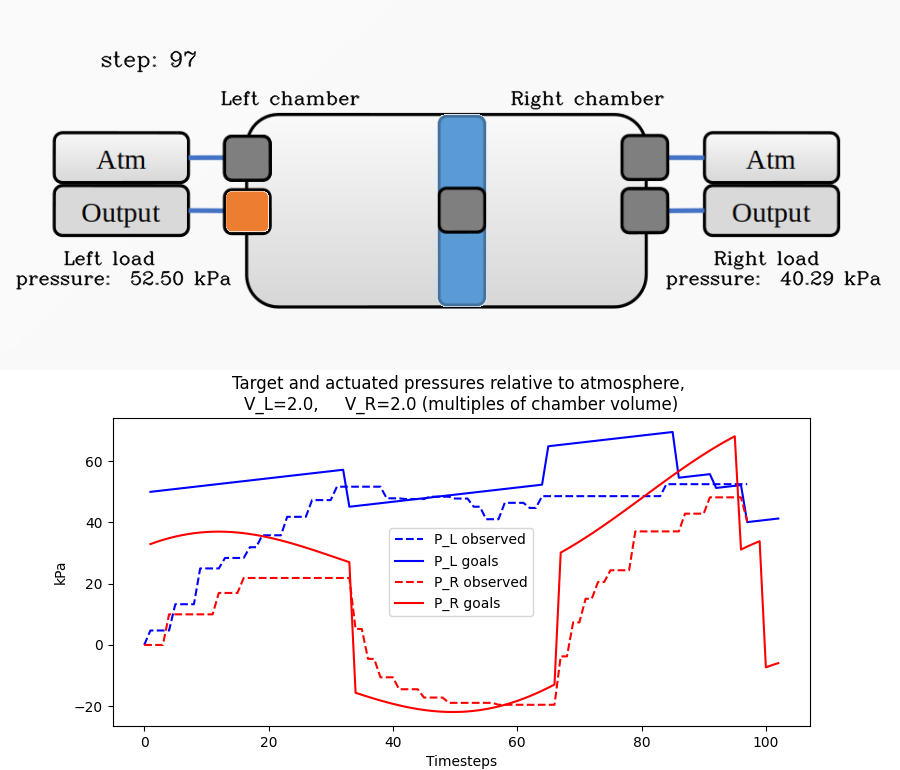 step: 97
Left chamber
Right chamber
Atm
Atm
Output
Output
Left load
pressure: 52.50 kPa
Right load
pressure: 40.29 kPa
Target and actuated pressures relative to atmosphere,
V_L=2.0, V_R=2.0 (multiples of chamber volume)
60
40
20
0
−20
kPa
P_L observed
P_L goals
P_R observed
P_R goals
0 20 40 60 80 100
Timesteps